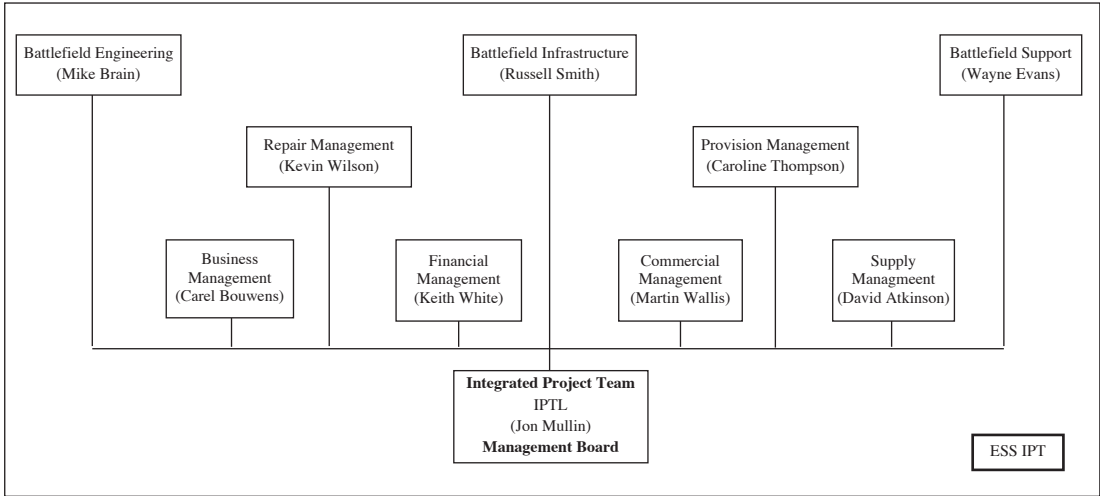 Battlefield Engineering
(Mike Brain)
Battlefield Infrastructure
(Russell Smith)
Battlefield Support
(Wayne Evans)
Repair Management
(Kevin Wilson)
Provision Management
(Caroline Thompson)
Business
Management
(Carel Bouwens)
Financial
Management
(Keith White)
Commercial
Management
(Martin Wallis)
Supply
Managmeent
(David Atkinson)
Integrated Project Team
IPTL
(Jon Mullin)
Management Board
ESS IPT